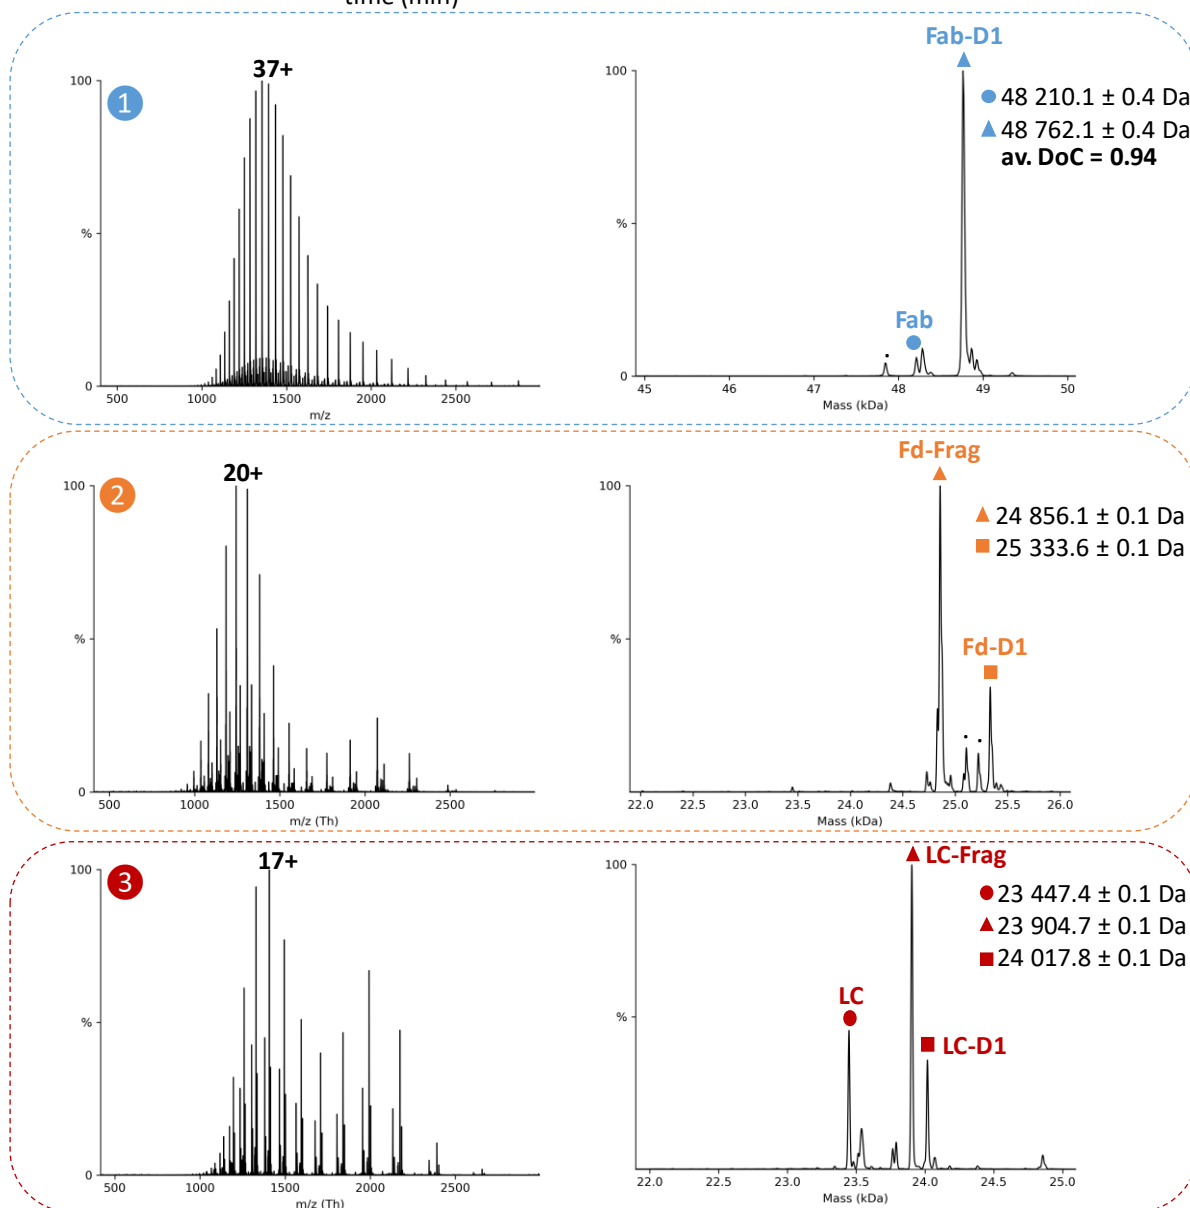 time (min)
1
37+
100
%
0
500 1000 1500 2000 2500
m/z
Fab-D1
100
%
0
Fab
45 46 47 48 49 50
Mass (kDa)
48 210.1 ± 0.4 Da
48 762.1 ± 0.4 Da
av. DoC = 0.94
2
20+
100
%
0
500 1000 1500 2000 2500
m/z (Th)
Fd-Frag
100
%
0
Fd-D1
22.0 22.5 23.0 23.5 24.0 24.5 25.0 25.5 26.0
Mass (kDa)
24 856.1 ± 0.1 Da
25 333.6 ± 0.1 Da
3
17+
100
%
0
500 1000 1500 2000 2500
m/z (Th)
LC-Frag
100
%
0
LC
LC-D1
22.0 22.5 23.0 23.5 24.0 24.5 25.0
Mass (kDa)
23 447.4 ± 0.1 Da
23 904.7 ± 0.1 Da
24 017.8 ± 0.1 Da